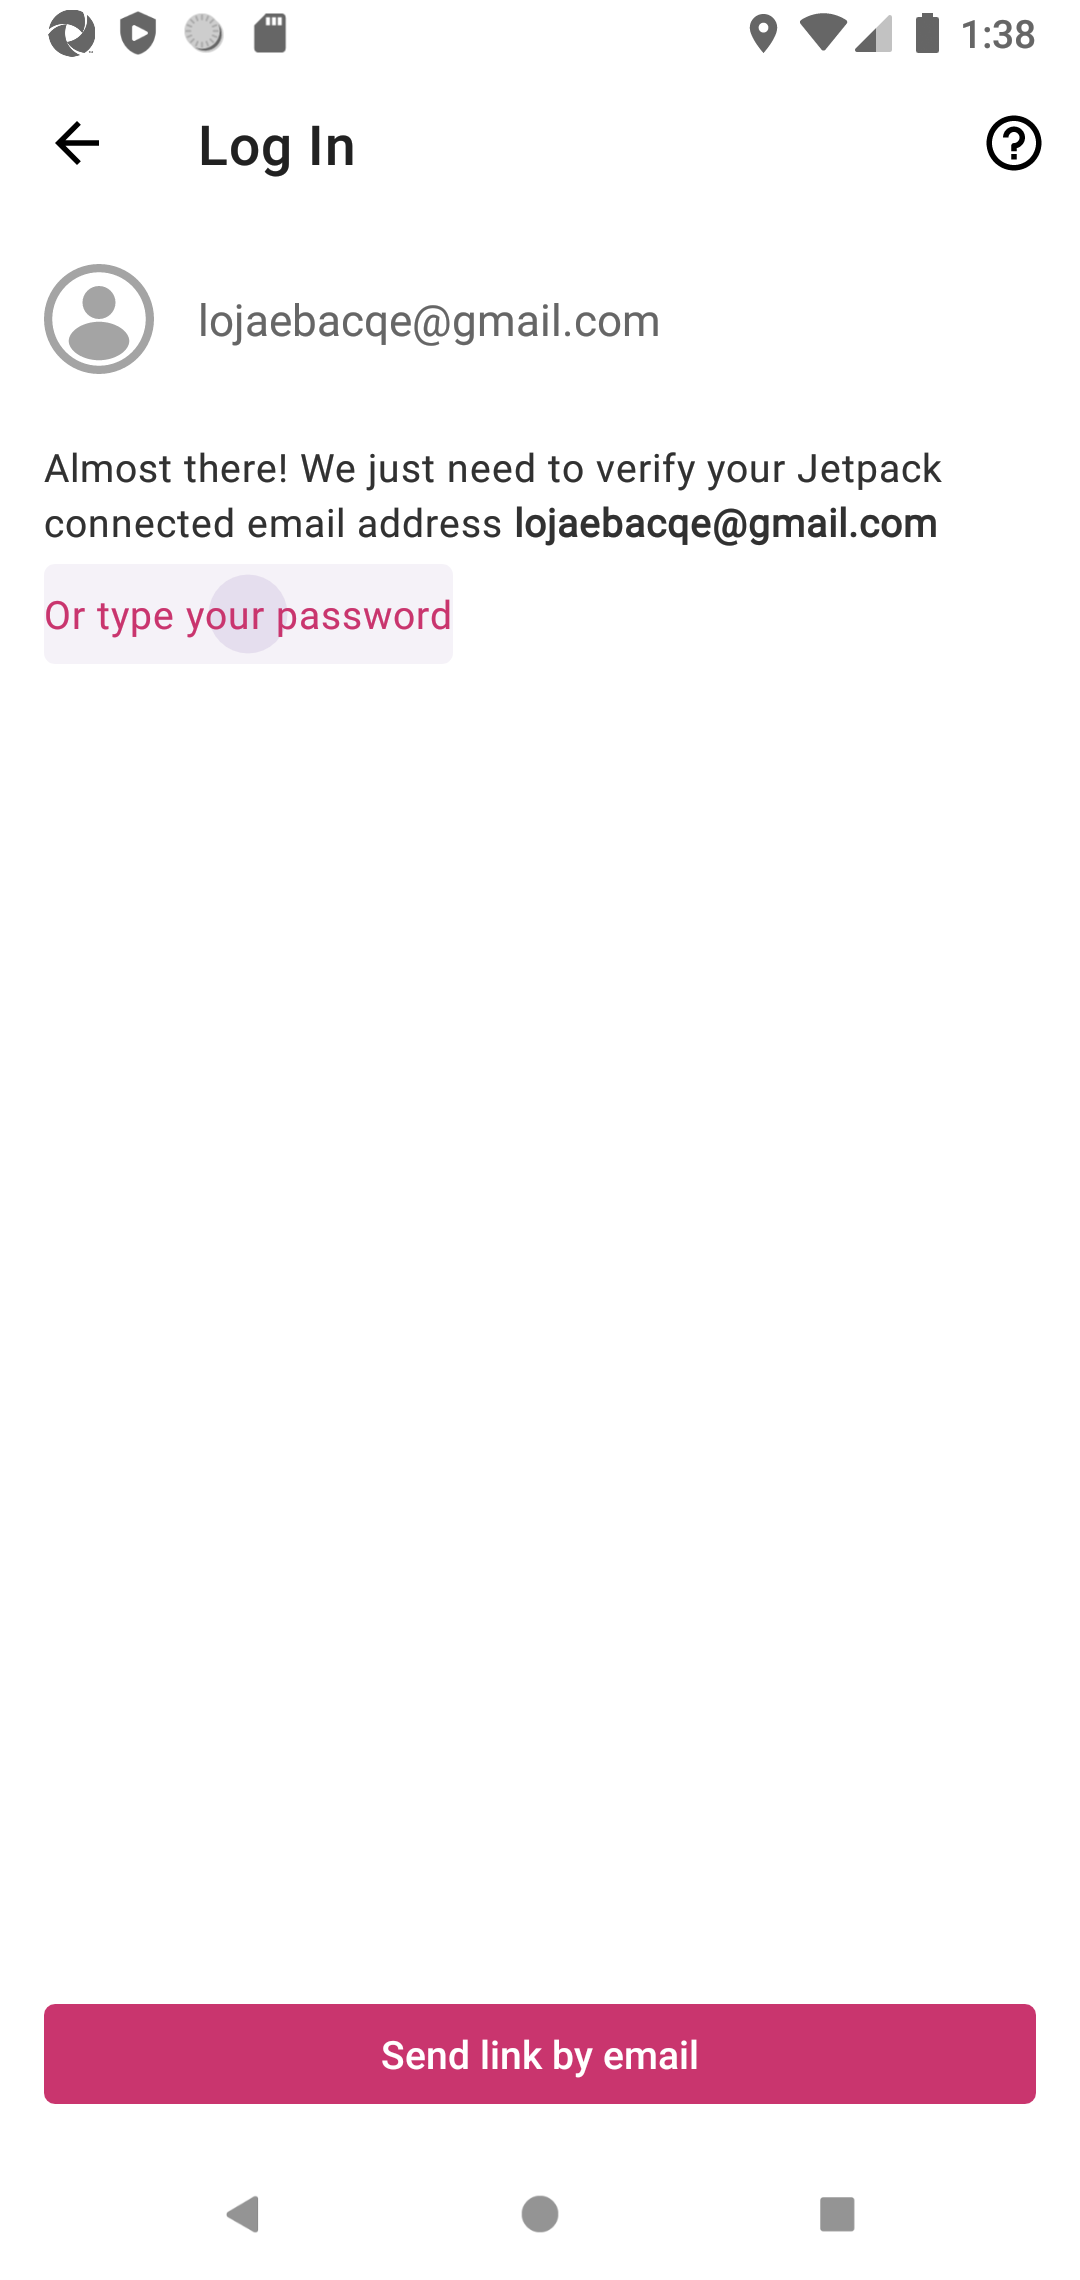 1:38
Log In
lojaebacqe@gmail.com
Almost there! We just need to verify your Jetpack
connected email address lojaebacqe@gmail.com
Or type your password
Send link by email